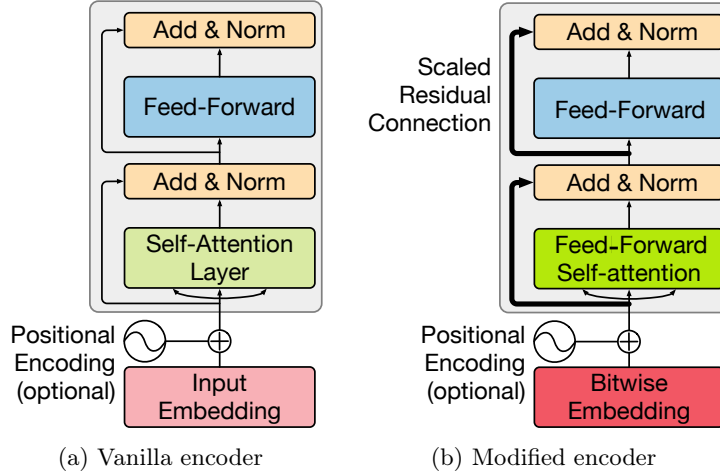 Add & Norm
Feed-Forward
Add & Norm
Self-Attention
Layer
Positional
Encoding
(optional)
Input
Embedding
(a) Vanilla encoder
Add & Norm
Scaled
Residual
Connection
Feed-Forward
Add & Norm
Feed-Forward
Self-attention
Positional
Encoding
(optional)
Bitwise
Embedding
(b) Modified encoder